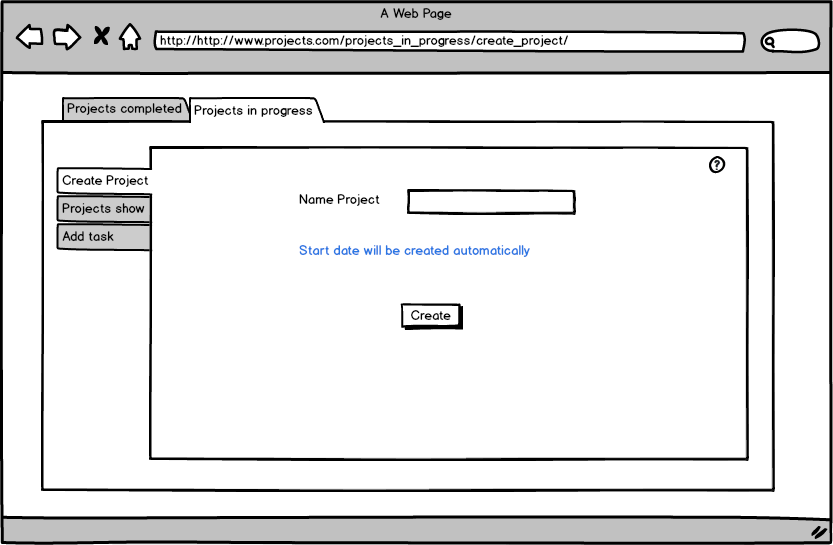 A Web Page
http://http://www.projects.com/projects_in_progress/create_project/
Projects completed
Projects in progress
?
Create Project
Name Project
Projects show
Add task
Start date will be created automatically
Create